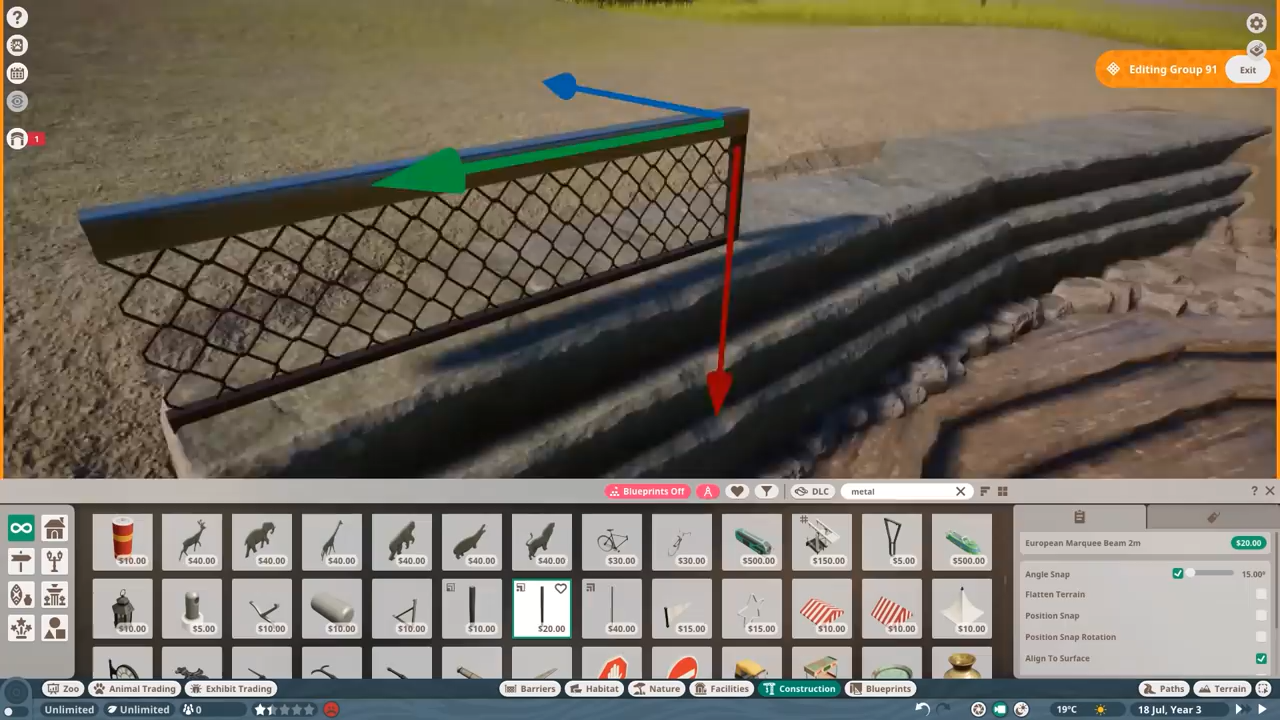 ?
Editing Group 91
Exit
1
Blueprints Off
DLC
metal
?
$10.00 $40.00 $40.00 $40.00 $40.00 $40.00 $40.00 $30.00 $30.00 $500.00 $150.00 $5.00 $500.00
$10.00 $5.00 $10.00 $10.00 $10.00 $10.00 $20.00 $40.00 $15.00 $15.00 $10.00 $10.00 $10.00
European Marquee Beam 2m $20.00
Angle Snap 15.00°
Flatten Terrain
Position Snap
Position Snap Rotation
Align To Surface
Zoo Animal Trading Exhibit Trading Barriers Habitat Nature Facilities Construction Blueprints Paths Terrain
Unlimited Unlimited 0 19°C 18 Jul, Year 3